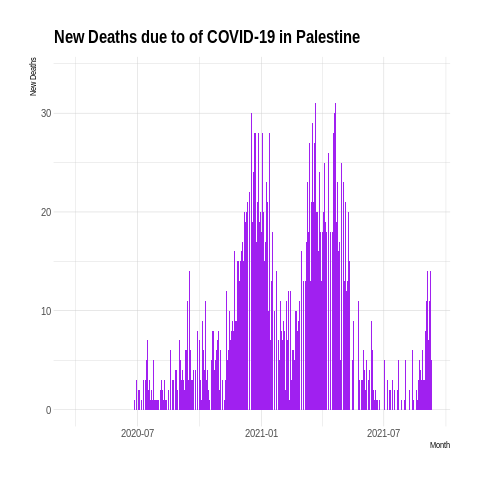 New Deaths due to of COVID-19 in Palestine
New Deaths
30
20
10
0
2020-07 2021-01 2021-07
Month